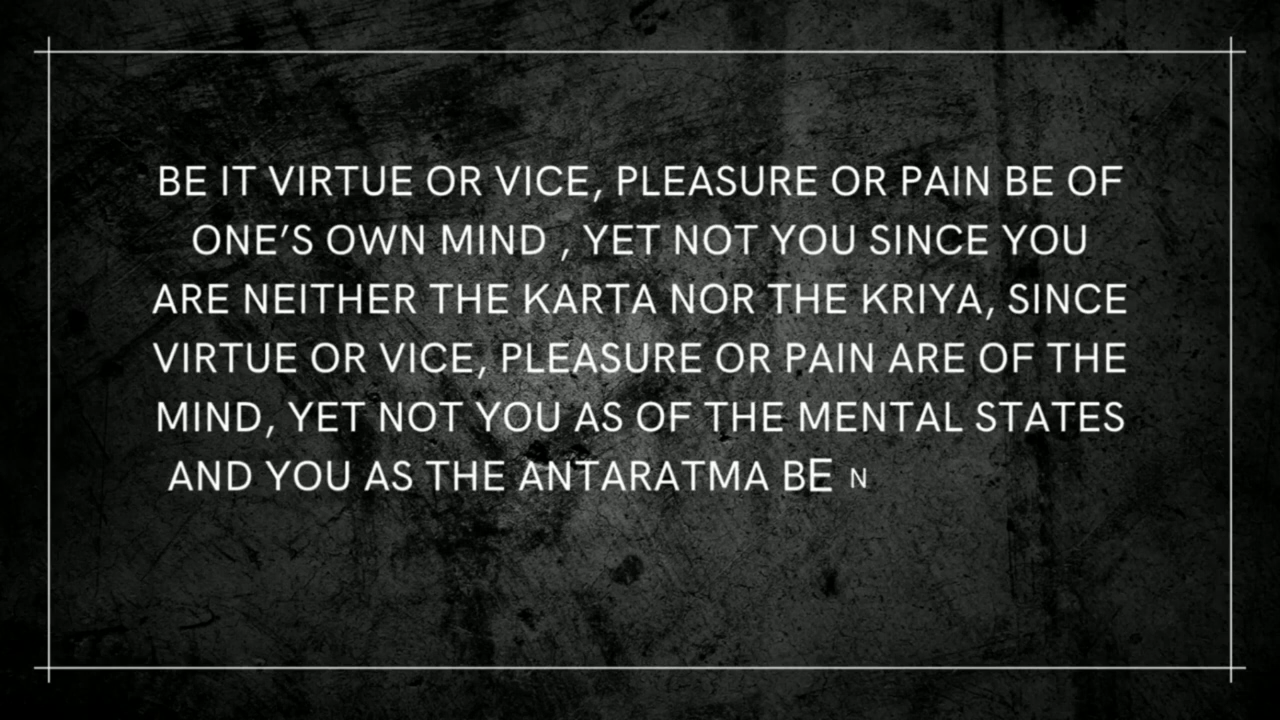 BE IT VIRTUE OR VICE, PLEASURE OR PAIN BE OF
ONE’S OWN MIND , YET NOT YOU SINCE YOU
ARE NEITHER THE KARTA NOR THE KRIYA, SINCE
VIRTUE OR VICE, PLEASURE OR PAIN ARE OF THE
MIND, YET NOT YOU AS OF THE MENTAL STATES
AND YOU AS THE ANTARATMA BE N